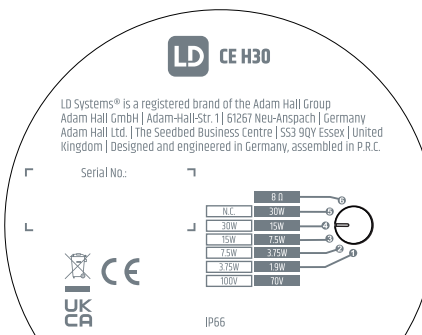 LD CE H30
LD Systems® is a registered brand of the Adam Hall Group
Adam Hall GmbH | Adam-Hall-Str. 1 | 61267 Neu-Anspach | Germany
Adam Hall Ltd. | The Seedbed Business Centre | SS3 9QY Essex | United
Kingdom | Designed and engineered in Germany, assembled in P.R.C.
Serial No.:
8 Ω 6
N.C. 30W 5
30W 15W 4
15W 7.5W 3
7.5W 3.75W 2
3.75W 1.9W 1
100V 70V
CE
UK
CA
IP66